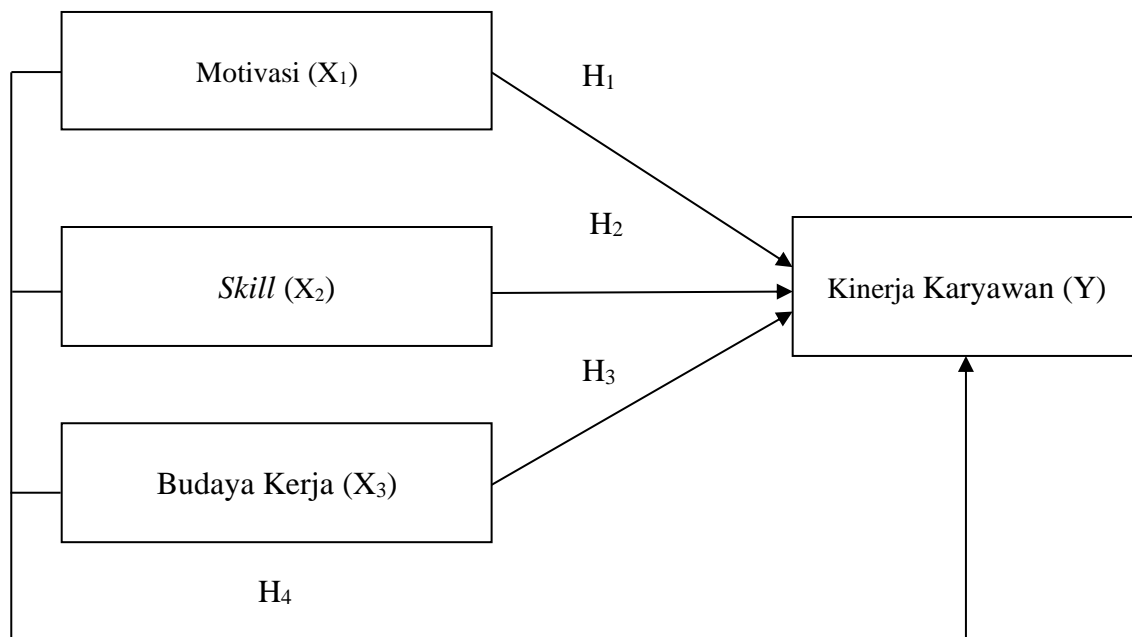 Motivasi (X₁)
H₁
H₂
Skill (X₂)
Kinerja Karyawan (Y)
H₃
Budaya Kerja (X₃)
H₄